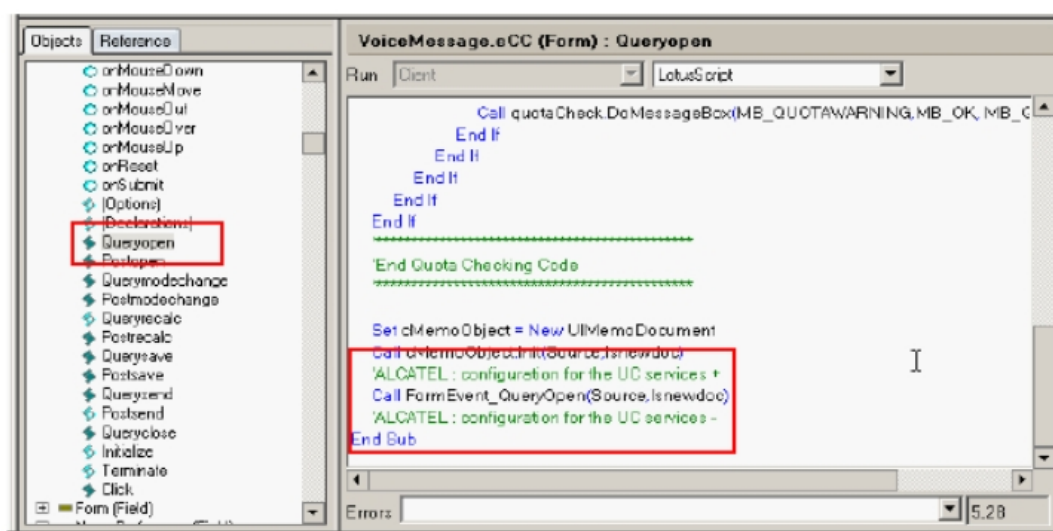 Objects Reference
onMouseDown
onMouseMove
onMouseOut
onMouseOver
onMouseUp
onReset
onSubmit
(Options)
(Declarations)
Queryopen
Postopen
Querymodechange
Postmodechange
Queryrecalc
Postrecalc
Querysave
Postsave
Querysend
Postsend
Queryclose
Initialize
Terminate
Click
Form (Field)
VoiceMessage.eCC (Form) : Queryopen
Run Client LotusScript
Call quotaCheck.DoMessageBox(MB_QUOTAWARNING,MB_OK, MB_
End If
End If
End If
End If
End If
'End Quota Checking Code
Set cMemoObject = New UIMemoDocument
Call cMemoObject.Init(Source,Isnewdoc)
'ALCATEL : configuration for the UC services +
Call FormEvent_QueryOpen(Source,Isnewdoc)
'ALCATEL : configuration for the UC services -
End Sub
Errors 5.28